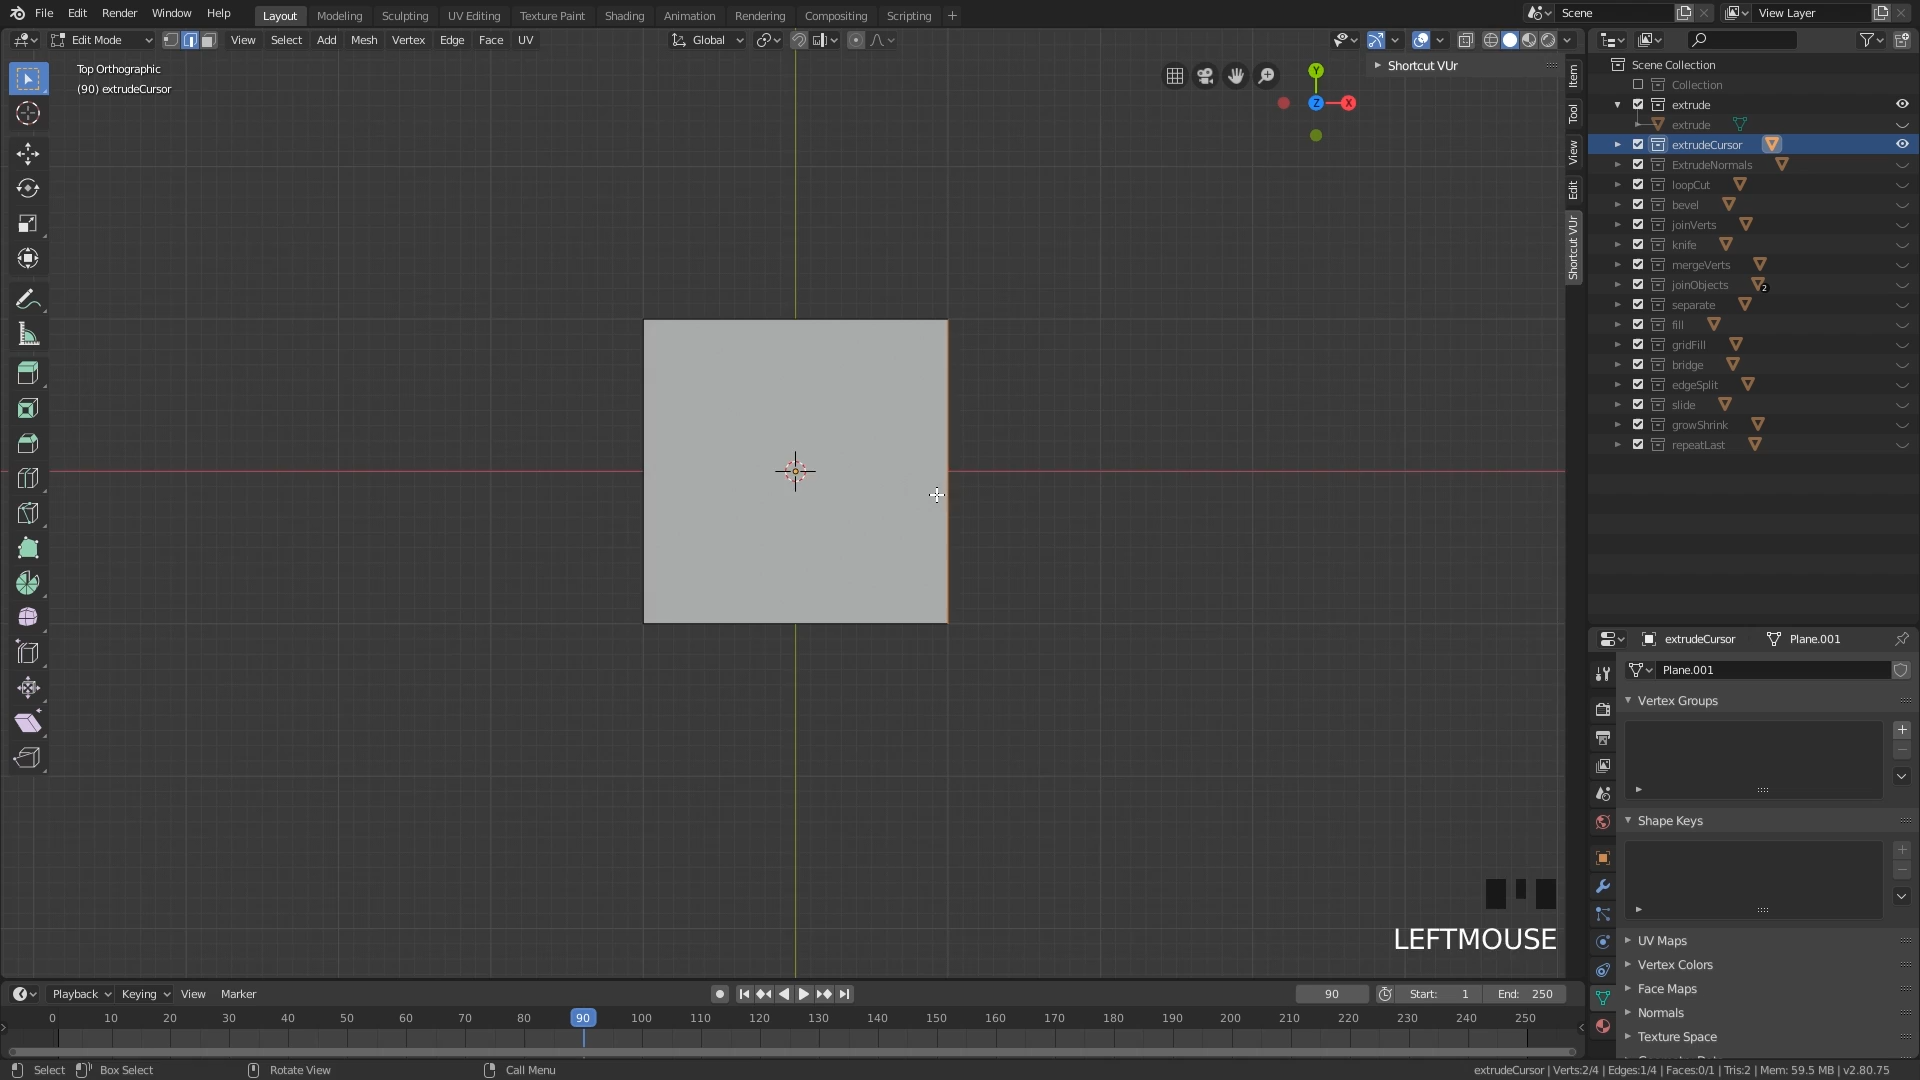 File Edit Render Window Help Layout Modeling Sculpting UV Editing Texture Paint Shading Animation Rendering Compositing Scripting + Scene View Layer
Edit Mode View Select Add Mesh Vertex Edge Face UV Global
Top Orthographic
(90) extrudeCursor
Shortcut VUr
Y
Z
X
Item
Tool
View
Edit
Shortcut VUr
Scene Collection
Collection
extrude
extrude
extrudeCursor
ExtrudeNormals
loopCut
bevel
joinVerts
knife
mergeVerts
joinObjects 2
separate
fill
gridFill
bridge
edgeSplit
slide
growShrink
repeatLast
extrudeCursor Plane.001
Plane.001
Vertex Groups
Shape Keys
UV Maps
Vertex Colors
Face Maps
Normals
Texture Space
LEFTMOUSE
Playback Keying View Marker 90 Start: 1 End: 250
0 10 20 30 40 50 60 70 80 90 100 110 120 130 140 150 160 170 180 190 200 210 220 230 240 250
Select Box Select Rotate View Call Menu extrudeCursor | Verts:2/4 | Edges:1/4 | Faces:0/1 | Tris:2 | Mem: 59.5 MB | v2.80.75